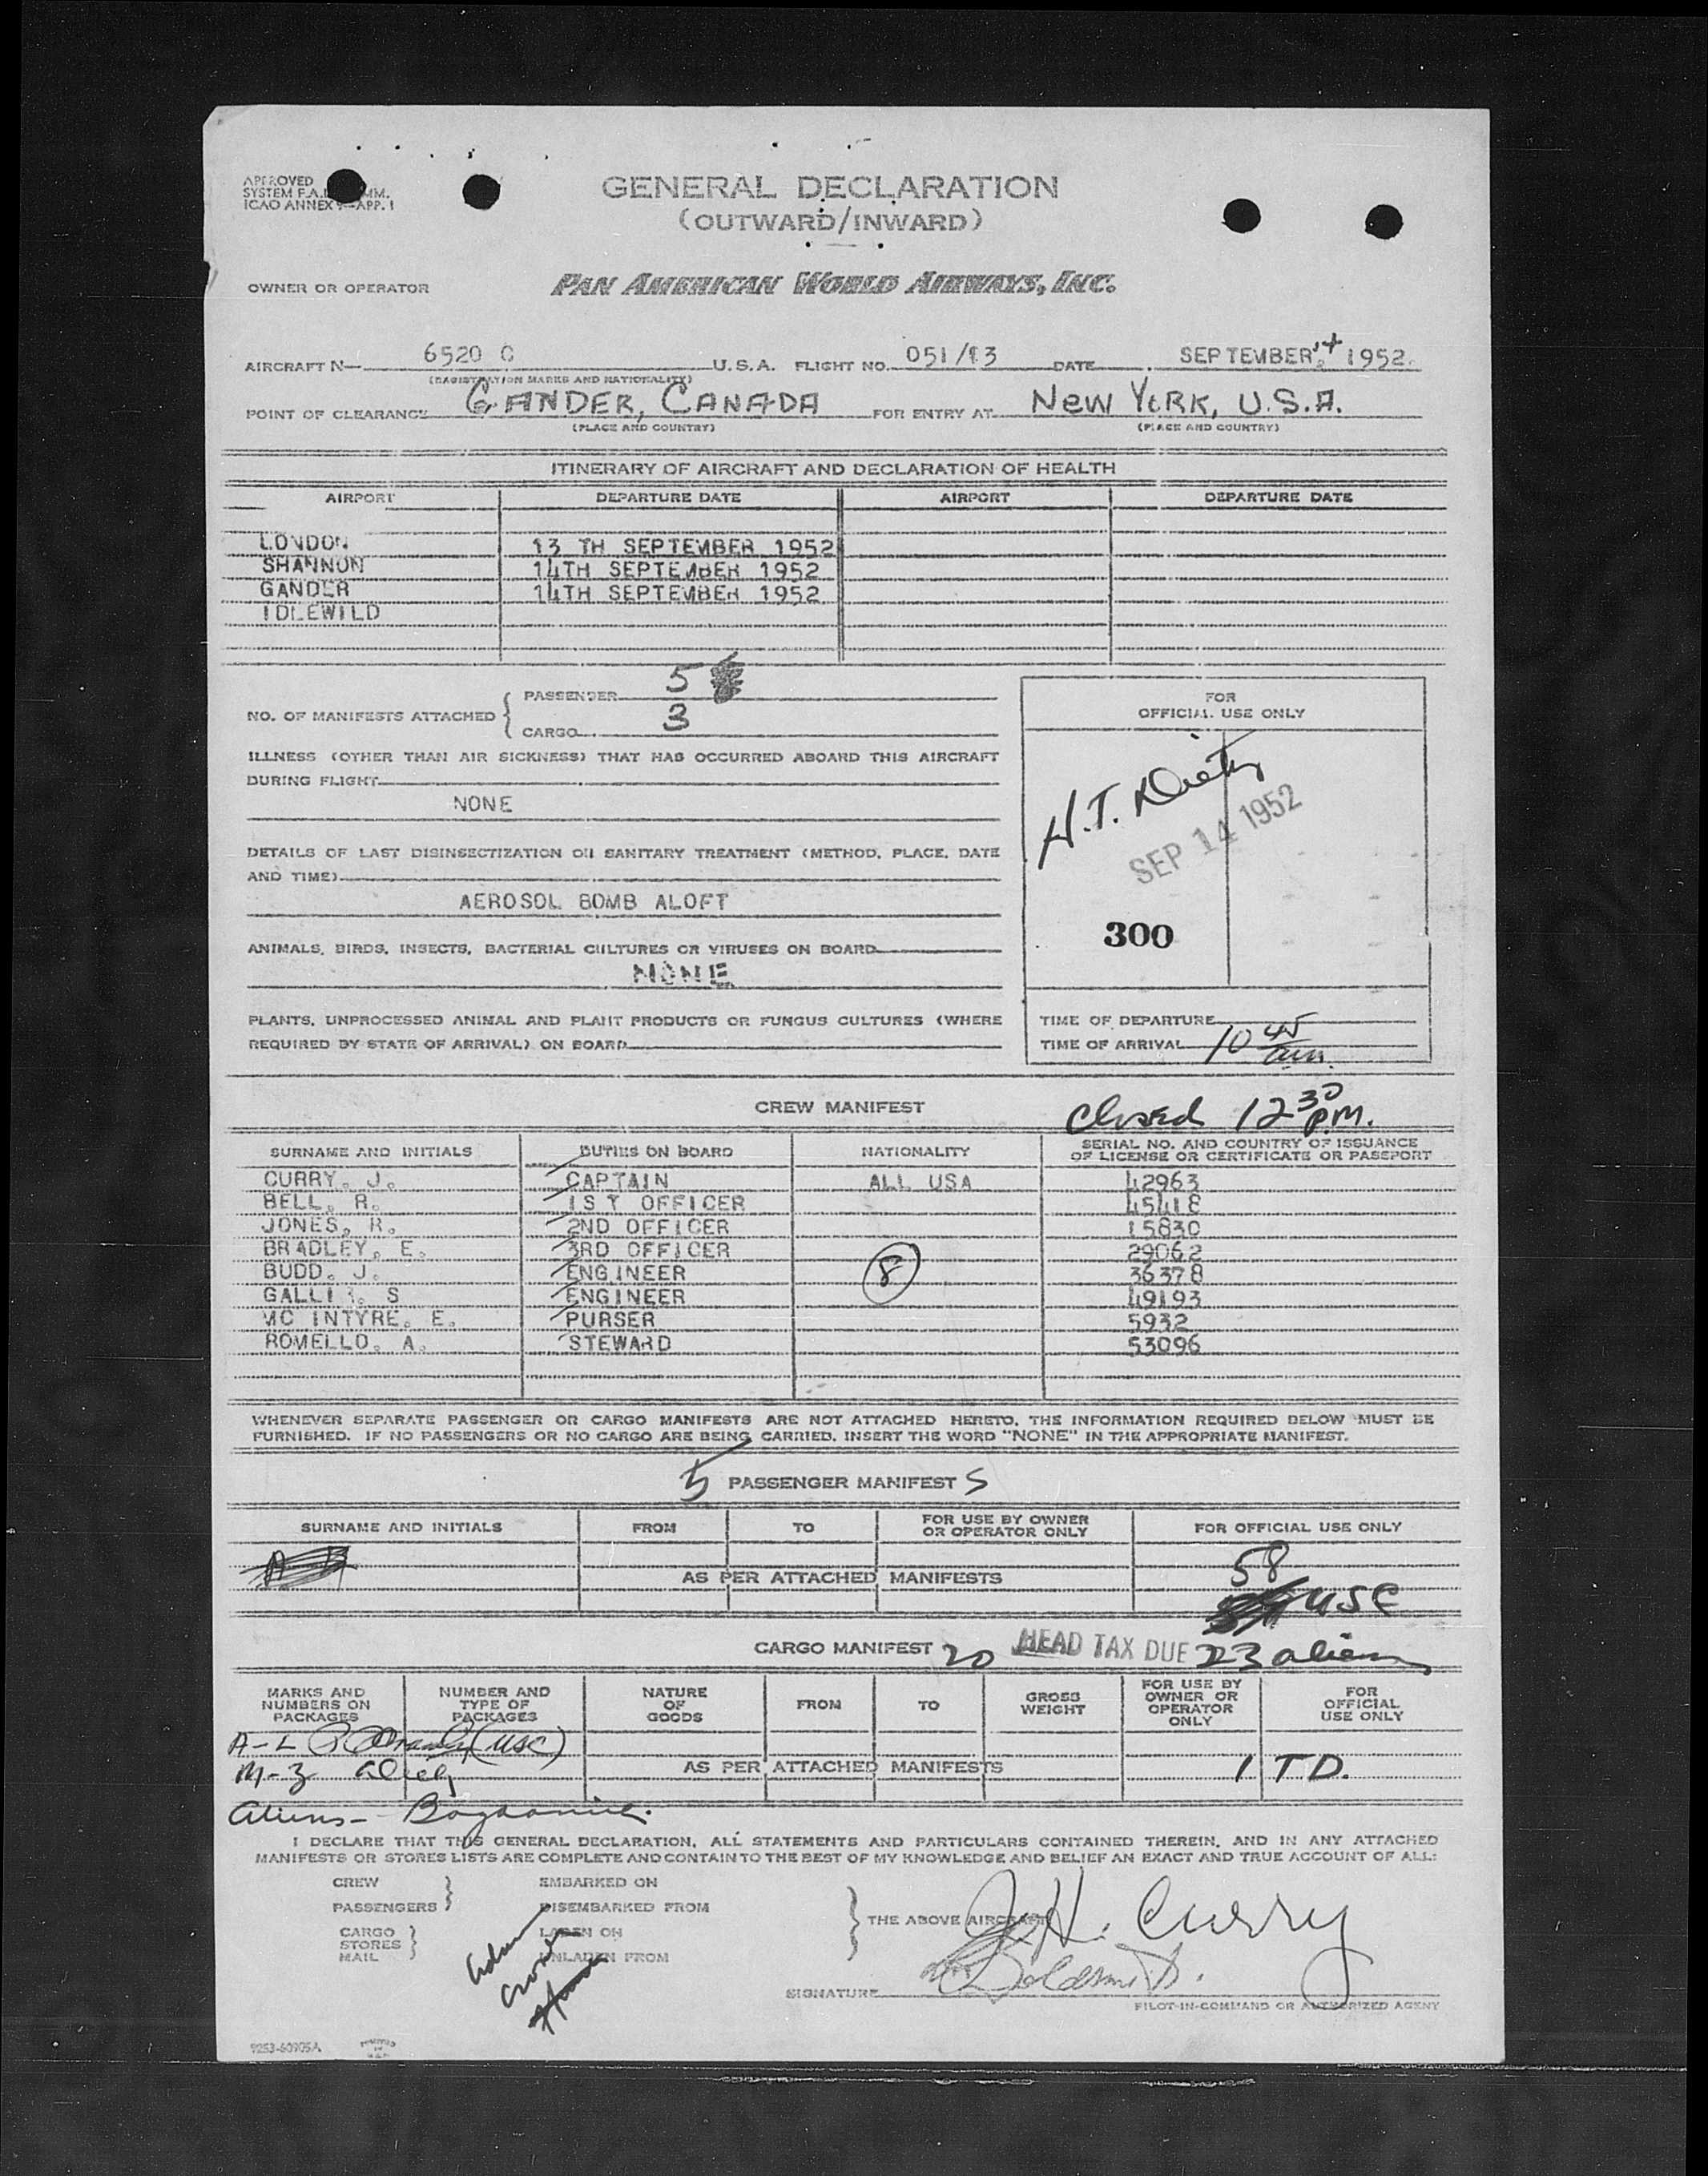 APPROVED
SYSTEM F.A.L. COMM.
ICAO ANNEX 9—APP. 1
GENERAL DECLARATION
(OUTWARD/INWARD)
OWNER OR OPERATOR PAN AMERICAN WORLD AIRWAYS, INC.
AIRCRAFT N— 6520 C U.S.A. FLIGHT NO. 051/13 DATE SEPTEMBER 14 1952
(REGISTRATION MARKS AND NATIONALITY)
POINT OF CLEARANCE GANDER, CANADA FOR ENTRY AT NEW YORK, U.S.A.
(PLACE AND COUNTRY) (PLACE AND COUNTRY)
ITINERARY OF AIRCRAFT AND DECLARATION OF HEALTH
AIRPORT DEPARTURE DATE AIRPORT DEPARTURE DATE
LONDON 13 TH SEPTEMBER 1952
SHANNON 14TH SEPTEMBER 1952
GANDER 14TH SEPTEMBER 1952
IDLEWILD
NO. OF MANIFESTS ATTACHED { PASSENGER 5
CARGO 3
FOR
OFFICIAL USE ONLY
ILLNESS (OTHER THAN AIR SICKNESS) THAT HAS OCCURRED ABOARD THIS AIRCRAFT
DURING FLIGHT
NONE
H.T.
SEP 14 1952
DETAILS OF LAST DISINSECTIZATION OR SANITARY TREATMENT (METHOD, PLACE, DATE
AND TIME)
AEROSOL BOMB ALOFT
300
ANIMALS, BIRDS, INSECTS, BACTERIAL CULTURES OR VIRUSES ON BOARD
NONE
PLANTS, UNPROCESSED ANIMAL AND PLANT PRODUCTS OR FUNGUS CULTURES (WHERE
REQUIRED BY STATE OF ARRIVAL) ON BOARD
TIME OF DEPARTURE
TIME OF ARRIVAL 10 45 am.
CREW MANIFEST closed 12 30 P.M.
SURNAME AND INITIALS DUTIES ON BOARD NATIONALITY SERIAL NO. AND COUNTRY OF ISSUANCE
OF LICENSE OR CERTIFICATE OR PASSPORT
CURRY, J. CAPTAIN ALL USA 42963
BELL, R. 1ST OFFICER 45418
JONES, R. 2ND OFFICER 15830
BRADLEY, E. 3RD OFFICER 29062
BUDD, J. ENGINEER 8 36378
S ENGINEER 49193
MC INTYRE, E. PURSER 5932
ROMELLO, A. STEWARD 53096
WHENEVER SEPARATE PASSENGER OR CARGO MANIFESTS ARE NOT ATTACHED HERETO, THE INFORMATION REQUIRED BELOW MUST BE
FURNISHED. IF NO PASSENGERS OR NO CARGO ARE BEING CARRIED, INSERT THE WORD "NONE" IN THE APPROPRIATE MANIFEST.
5 PASSENGER MANIFEST S
SURNAME AND INITIALS FROM TO FOR USE BY OWNER
OR OPERATOR ONLY FOR OFFICIAL USE ONLY
AS PER ATTACHED MANIFESTS 58
USC
CARGO MANIFEST 20 HEAD TAX DUE 23 aliens
MARKS AND
NUMBERS ON
PACKAGES NUMBER AND
TYPE OF
PACKAGES NATURE
OF
GOODS FROM TO GROSS
WEIGHT FOR USE BY
OWNER OR
OPERATOR
ONLY FOR
OFFICIAL
USE ONLY
A-L (USC)
M-Z AS PER ATTACHED MANIFESTS 1 TD.
Aliens-
I DECLARE THAT THIS GENERAL DECLARATION, ALL STATEMENTS AND PARTICULARS CONTAINED THEREIN, AND IN ANY ATTACHED
MANIFESTS OR STORES LISTS ARE COMPLETE AND CONTAIN TO THE BEST OF MY KNOWLEDGE AND BELIEF AN EXACT AND TRUE ACCOUNT OF ALL:
CREW EMBARKED ON
PASSENGERS DISEMBARKED FROM
CARGO LADEN ON
STORES
MAIL UNLADEN FROM
THE ABOVE AIRCRAFT J.H. Curry
SIGNATURE
PILOT-IN-COMMAND OR AUTHORIZED AGENT
9253-60905A PRINTED
IN
U.S.A.